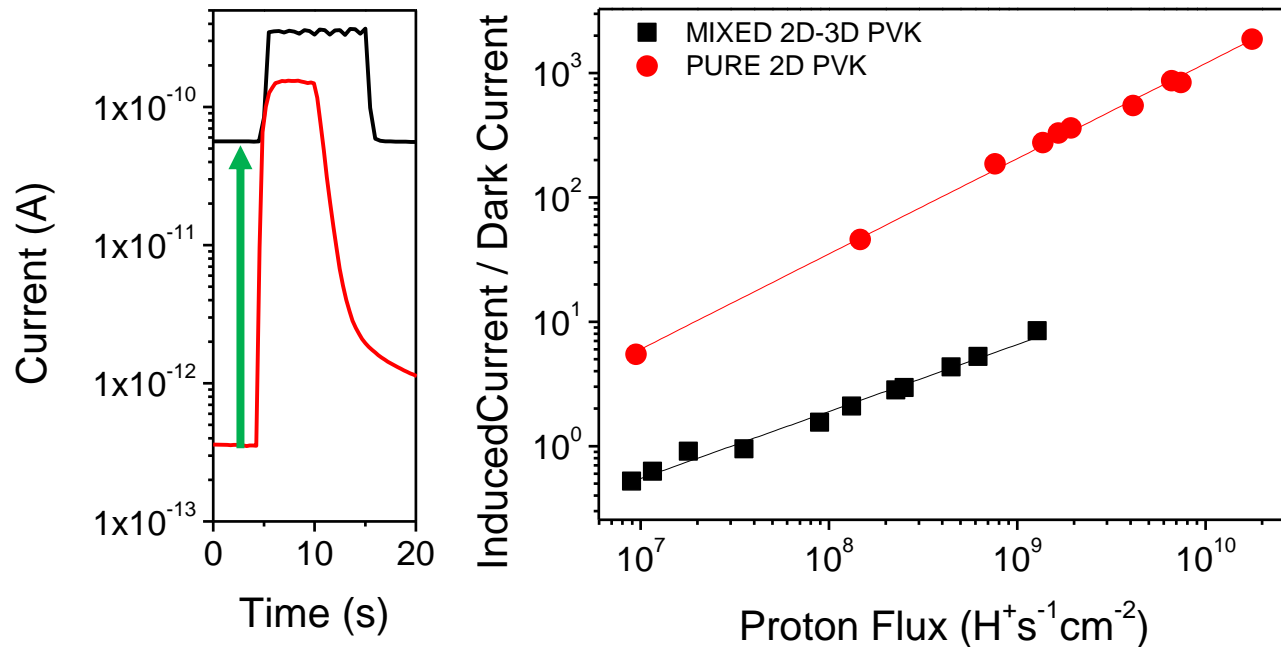 Current (A)
1x10⁻¹⁰
1x10⁻¹¹
1x10⁻¹²
1x10⁻¹³
0
10
20
Time (s)
InducedCurrent / Dark Current
10³
10²
10¹
10⁰
MIXED 2D-3D PVK
PURE 2D PVK
10⁷
10⁸
10⁹
10¹⁰
Proton Flux (H⁺s⁻¹cm⁻²)